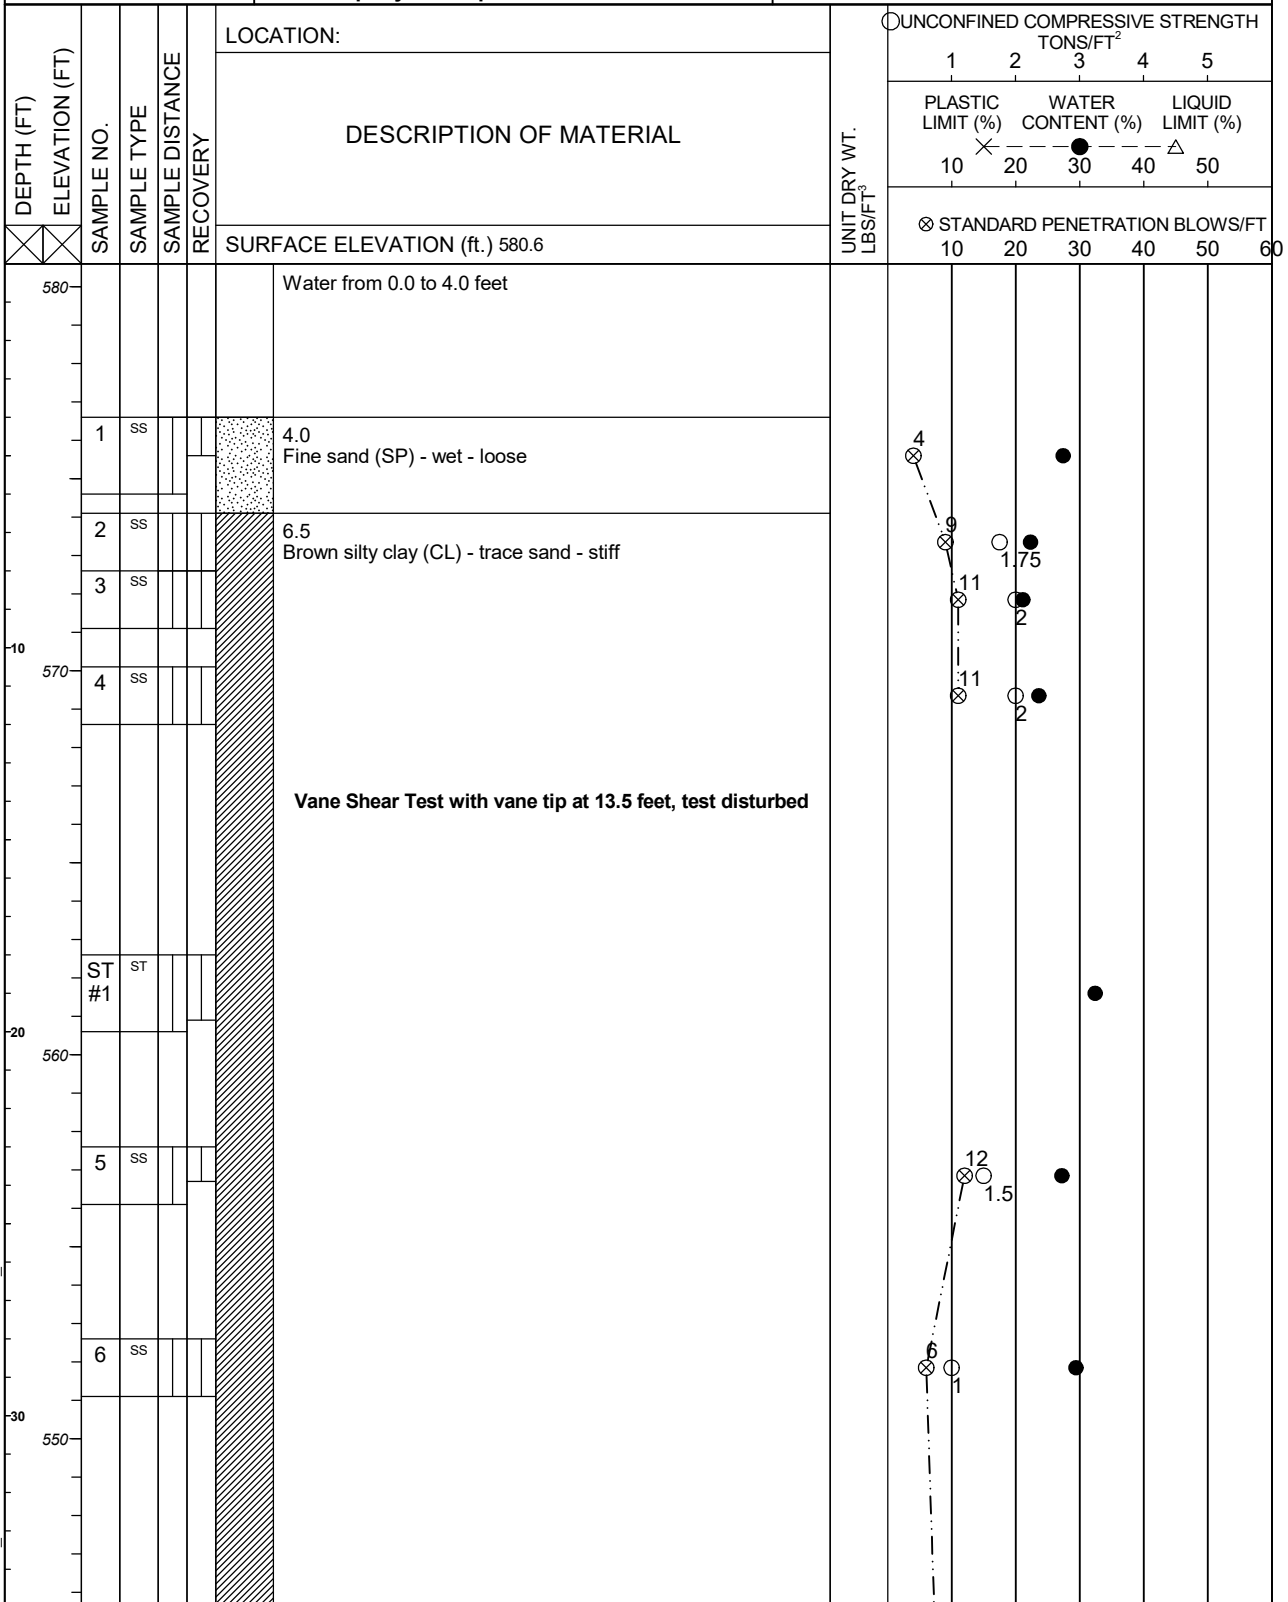 LOCATION:
DEPTH (FT)
ELEVATION (FT)
SAMPLE NO.
SAMPLE TYPE
SAMPLE DISTANCE
RECOVERY
DESCRIPTION OF MATERIAL
SURFACE ELEVATION (ft.) 580.6
UNIT DRY WT.
LBS/FT³
UNCONFINED COMPRESSIVE STRENGTH
TONS/FT²
1 2 3 4 5
PLASTIC LIMIT (%)
WATER CONTENT (%)
LIQUID LIMIT (%)
10 20 30 40 50
STANDARD PENETRATION BLOWS/FT
10 20 30 40 50 60
580
Water from 0.0 to 4.0 feet
1 SS
4.0
Fine sand (SP) - wet - loose
4
2 SS
6.5
Brown silty clay (CL) - trace sand - stiff
9
1.75
3 SS
11
2
10
570
4 SS
11
2
Vane Shear Test with vane tip at 13.5 feet, test disturbed
ST #1
ST
20
560
5 SS
12
1.5
6 SS
6
1
30
550